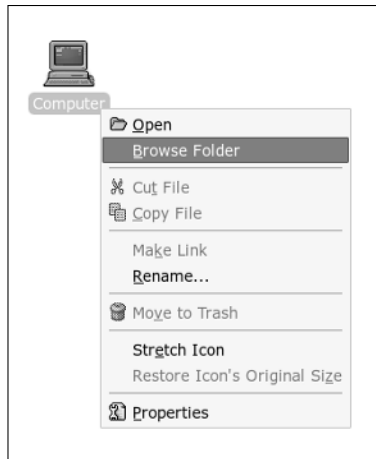 Computer
Open
Browse Folder
Cut File
Copy File
Make Link
Rename...
Move to Trash
Stretch Icon
Restore Icon's Original Size
Properties